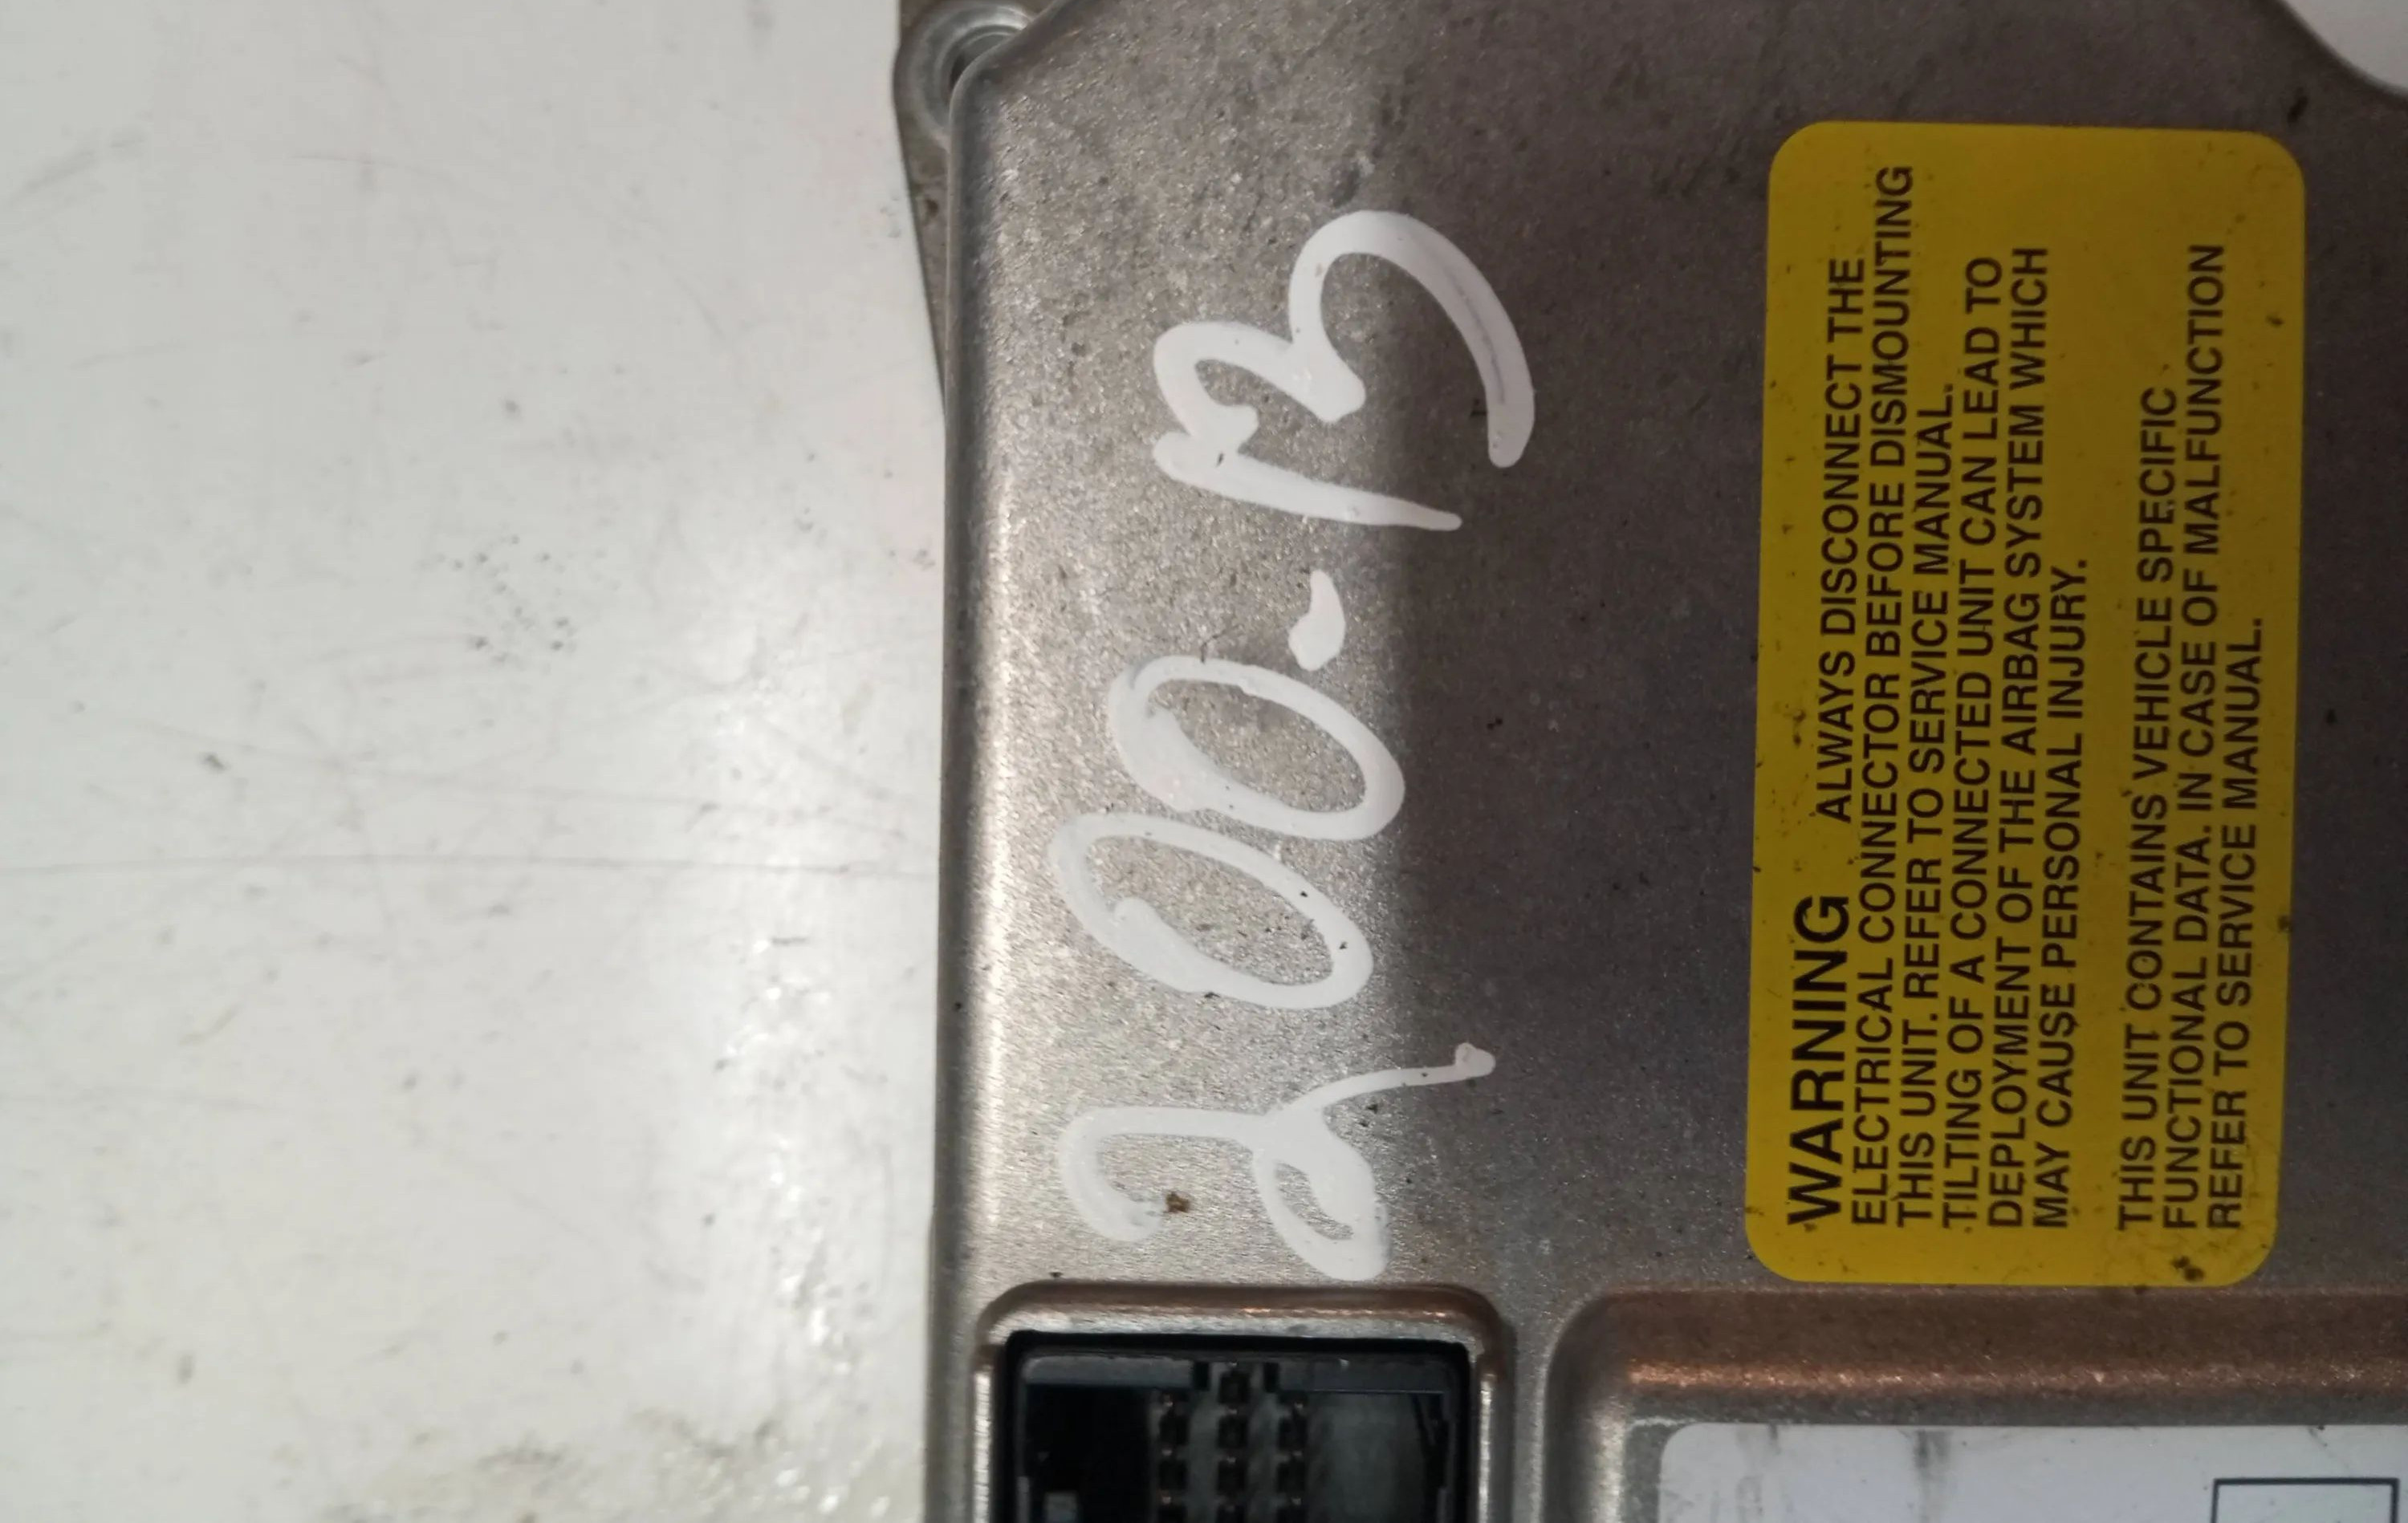 200-13
WARNING ALWAYS DISCONNECT THE
ELECTRICAL CONNECTOR BEFORE DISMOUNTING
THIS UNIT. REFER TO SERVICE MANUAL.
TILTING OF A CONNECTED UNIT CAN LEAD TO
DEPLOYMENT OF THE AIRBAG SYSTEM WHICH
MAY CAUSE PERSONAL INJURY.
THIS UNIT CONTAINS VEHICLE SPECIFIC
FUNCTIONAL DATA. IN CASE OF MALFUNCTION
REFER TO SERVICE MANUAL.